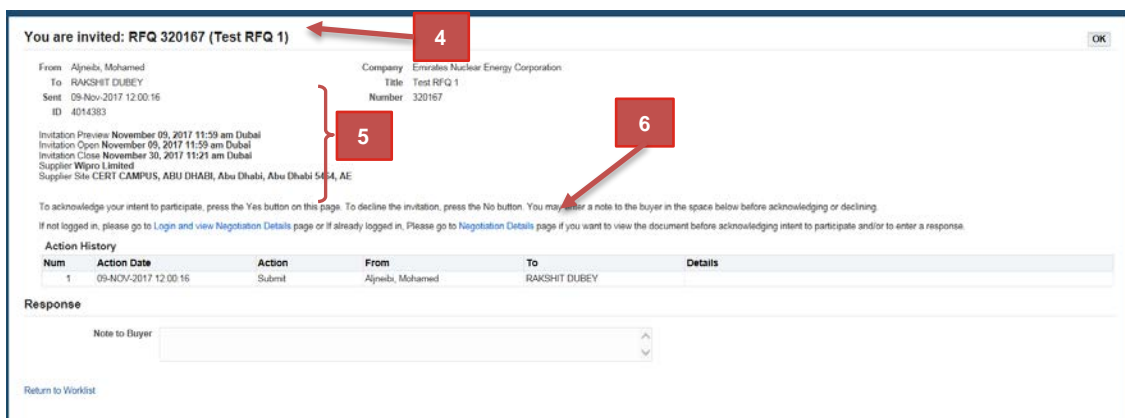 You are invited: RFQ 320167 (Test RFQ 1)
4
OK
From Aljneibi, Mohamed
Company Emirates Nuclear Energy Corporation
To RAKSHIT DUBEY
Title Test RFQ 1
Sent 09-Nov-2017 12:00:16
Number 320167
ID 4014383
5
6
Invitation Preview November 09, 2017 11:59 am Dubai
Invitation Open November 09, 2017 11:59 am Dubai
Invitation Close November 30, 2017 11:21 am Dubai
Supplier Wipro Limited
Supplier Site CERT CAMPUS, ABU DHABI, Abu Dhabi, Abu Dhabi 5464, AE
To acknowledge your intent to participate, press the Yes button on this page. To decline the invitation, press the No button. You may enter a note to the buyer in the space below before acknowledging or declining.
If not logged in, please go to Login and view Negotiation Details page or If already logged in, Please go to Negotiation Details page if you want to view the document before acknowledging intent to participate and/or to enter a response.
Action History
Num Action Date Action From To Details
1 09-NOV-2017 12:00:16 Submit Aljneibi, Mohamed RAKSHIT DUBEY
Response
Note to Buyer
Return to Worklist